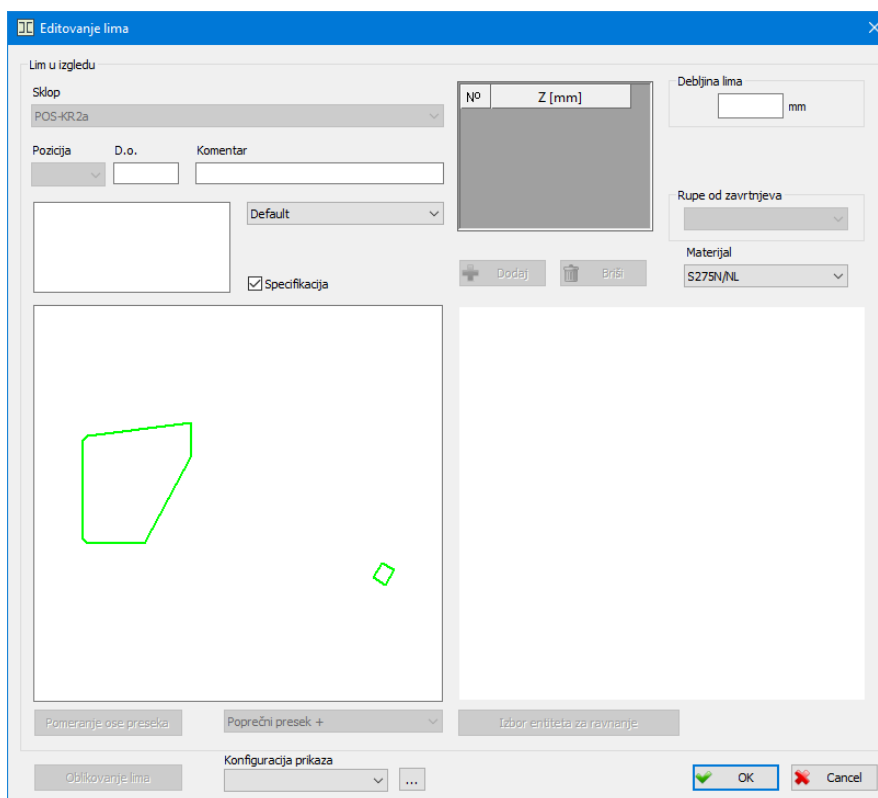 Editovanje lima
Lim u izgledu
Sklop
POS-KR2a
Pozicija
D.o.
Komentar
Default
Specifikacija
Nº
Z [mm]
Debljina lima
mm
Rupe od zavrtnjeva
Dodaj
Briši
Materijal
S275N/NL
Pomeranje ose preseka
Poprečni presek +
Izbor entiteta za ravnanje
Oblikovanje lima
Konfiguracija prikaza
...
OK
Cancel